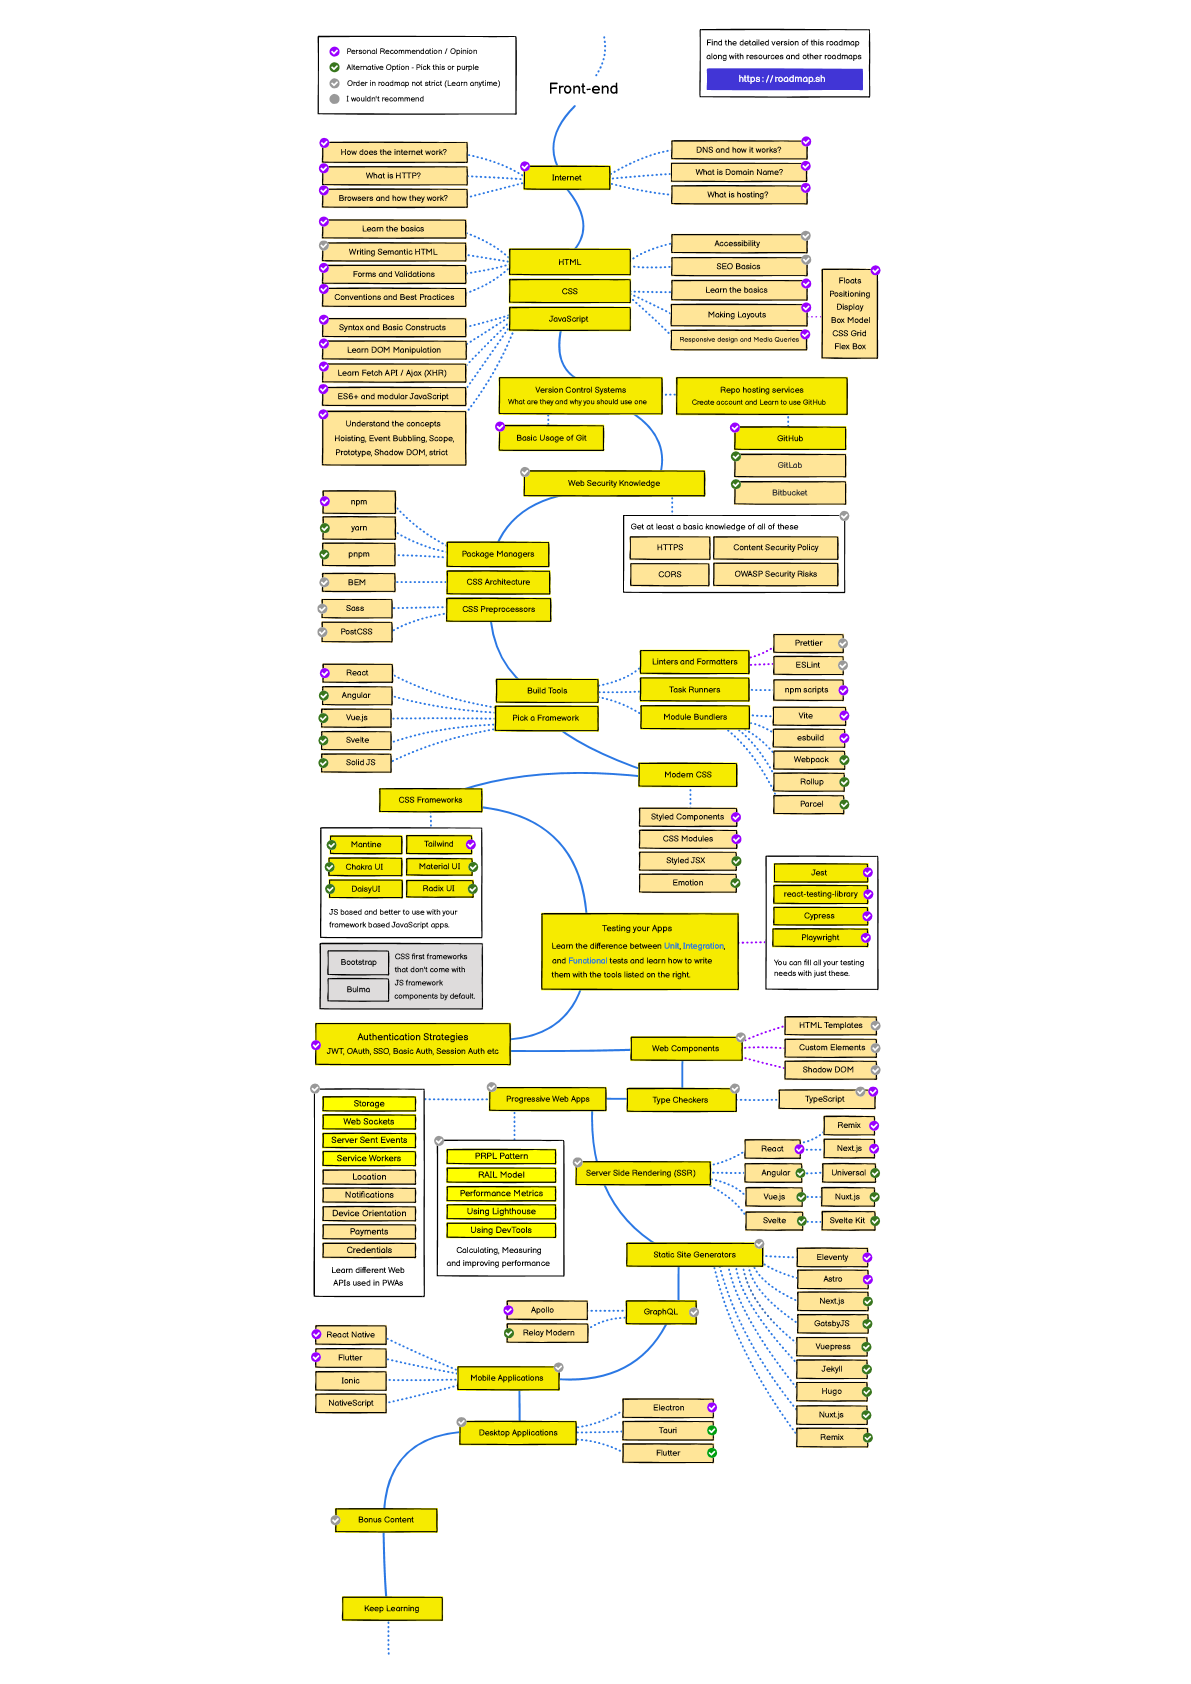 Personal Recommendation / Opinion
Alternative Option - Pick this or purple
Order in roadmap not strict (Learn anytime)
I wouldn't recommend
Front-end
Find the detailed version of this roadmap
along with resources and other roadmaps
https://roadmap.sh
How does the internet work?
What is HTTP?
Browsers and how they work?
Internet
DNS and how it works?
What is Domain Name?
What is hosting?
Learn the basics
Writing Semantic HTML
Forms and Validations
Conventions and Best Practices
HTML
CSS
JavaScript
Accessibility
SEO Basics
Learn the basics
Making Layouts
Responsive design and Media Queries
Floats
Positioning
Display
Box Model
CSS Grid
Flex Box
Syntax and Basic Constructs
Learn DOM Manipulation
Learn Fetch API / Ajax (XHR)
ES6+ and modular JavaScript
Understand the concepts
Hoisting, Event Bubbling, Scope,
Prototype, Shadow DOM, strict
Version Control Systems
What are they and why you should use one
Repo hosting services
Create account and Learn to use GitHub
Basic Usage of Git
GitHub
GitLab
Bitbucket
Web Security Knowledge
Get at least a basic knowledge of all of these
HTTPS
Content Security Policy
CORS
OWASP Security Risks
npm
yarn
pnpm
BEM
Sass
PostCSS
Package Managers
CSS Architecture
CSS Preprocessors
React
Angular
Vue.js
Svelte
Solid JS
Build Tools
Pick a Framework
Linters and Formatters
Task Runners
Module Bundlers
Prettier
ESLint
npm scripts
Vite
esbuild
Webpack
Rollup
Parcel
Modern CSS
Styled Components
CSS Modules
Styled JSX
Emotion
CSS Frameworks
Mantine
Tailwind
Chakra UI
Material UI
DaisyUI
Radix UI
JS based and better to use with your
framework based JavaScript apps.
Bootstrap
Bulma
CSS first frameworks
that don't come with
JS framework
components by default.
Testing your Apps
Learn the difference between Unit, Integration,
and Functional tests and learn how to write
them with the tools listed on the right.
Jest
react-testing-library
Cypress
Playwright
You can fill all your testing
needs with just these.
Authentication Strategies
JWT, OAuth, SSO, Basic Auth, Session Auth etc
Web Components
HTML Templates
Custom Elements
Shadow DOM
Type Checkers
TypeScript
Progressive Web Apps
Storage
Web Sockets
Server Sent Events
Service Workers
Location
Notifications
Device Orientation
Payments
Credentials
Learn different Web
APIs used in PWAs
PRPL Pattern
RAIL Model
Performance Metrics
Using Lighthouse
Using DevTools
Calculating, Measuring
and improving performance
Server Side Rendering (SSR)
React
Angular
Vue.js
Svelte
Remix
Next.js
Universal
Nuxt.js
Svelte Kit
Static Site Generators
Eleventy
Astro
Next.js
GatsbyJS
Vuepress
Jekyll
Hugo
Nuxt.js
Remix
GraphQL
Apollo
Relay Modern
React Native
Flutter
Ionic
NativeScript
Mobile Applications
Desktop Applications
Electron
Tauri
Flutter
Bonus Content
Keep Learning